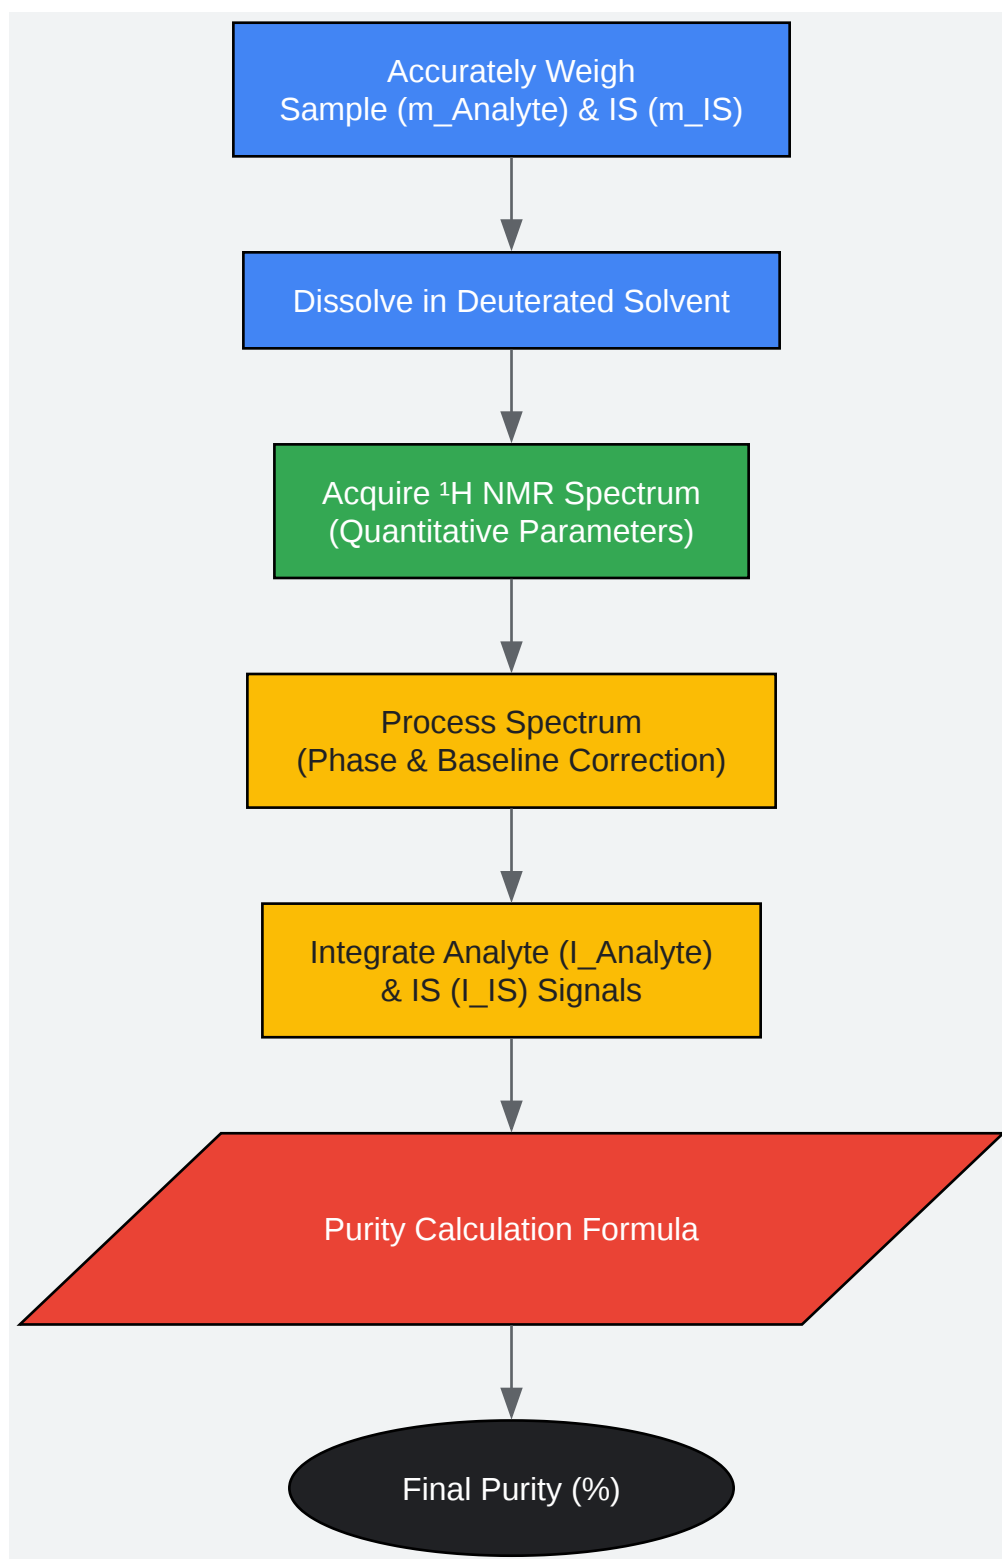 Accurately Weigh
Sample (m_Analyte) & IS (m_IS)
Dissolve in Deuterated Solvent
Acquire ¹H NMR Spectrum
(Quantitative Parameters)
Process Spectrum
(Phase & Baseline Correction)
Integrate Analyte (I_Analyte)
& IS (I_IS) Signals
Purity Calculation Formula
Final Purity (%)